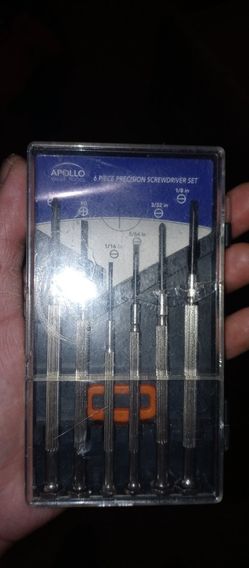 APOLLO
6 PIECE PRECISION SCREWDRIVER SET
1/8 in
3/32 in
5/64 in
1/16 in